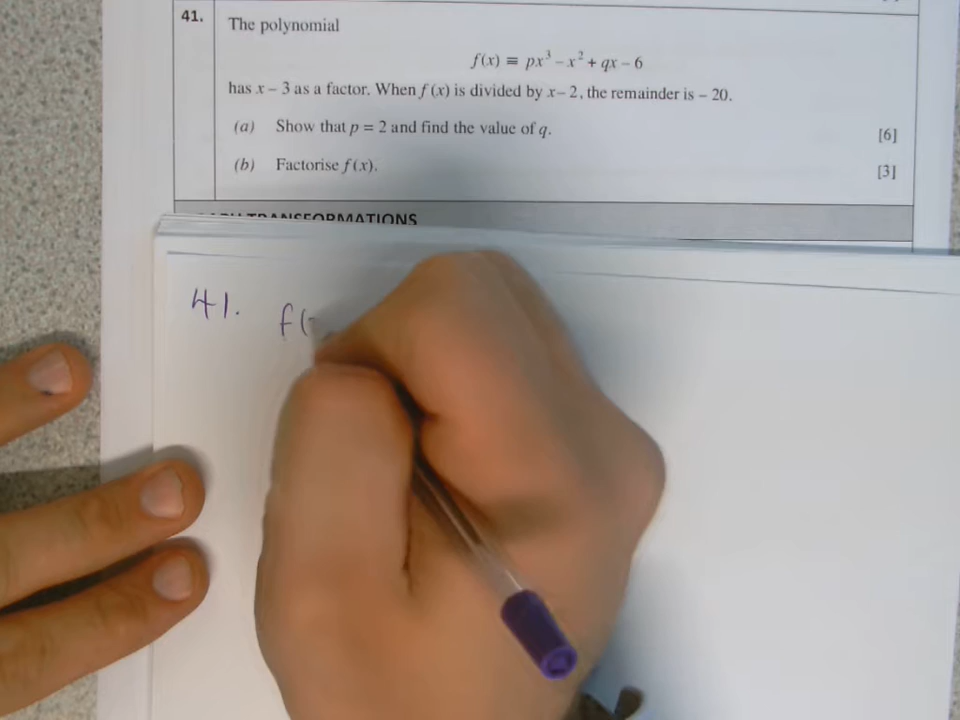 41.
The polynomial
f(x) ≡ px³ – x² + qx – 6
has x – 3 as a factor. When f (x) is divided by x – 2, the remainder is – 20.
(a) Show that p = 2 and find the value of q. [6]
(b) Factorise f (x). [3]
TRANSFORMATIONS
41. f(